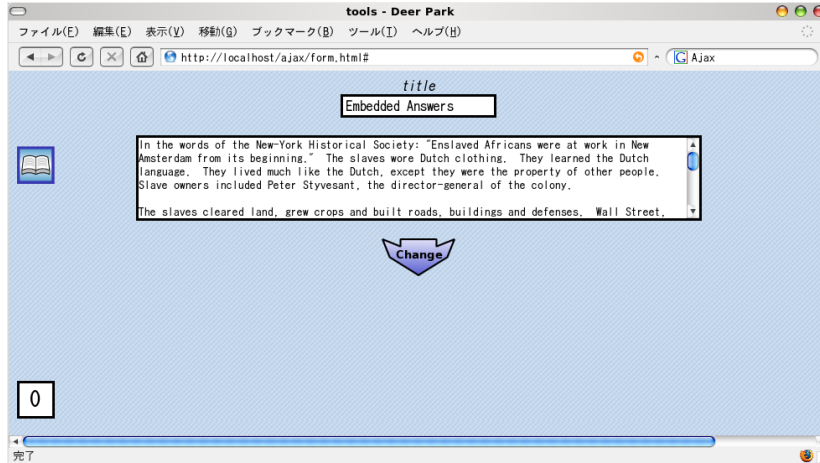 tools - Deer Park
ファイル(F) 編集(E) 表示(V) 移動(G) ブックマーク(B) ツール(T) ヘルプ(H)
http://localhost/ajax/form.html#
G Ajax
title
Embedded Answers
In the words of the New-York Historical Society: "Enslaved Africans were at work in New
Amsterdam from its beginning." The slaves wore Dutch clothing. They learned the Dutch
language. They lived much like the Dutch, except they were the property of other people.
Slave owners included Peter Styvesant, the director-general of the colony.
The slaves cleared land, grew crops and built roads, buildings and defenses. Wall Street,
Change
0
完了